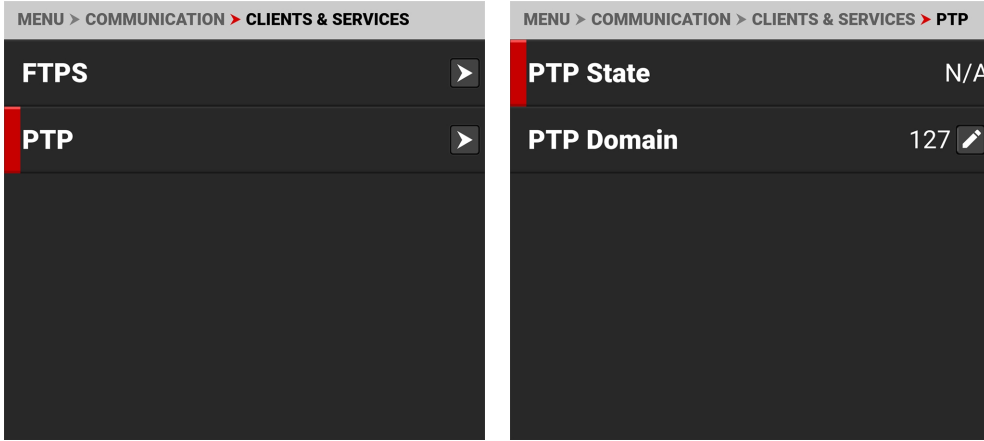 MENU > COMMUNICATION > CLIENTS & SERVICES
FTPS
PTP
MENU > COMMUNICATION > CLIENTS & SERVICES > PTP
PTP State N/A
PTP Domain 127